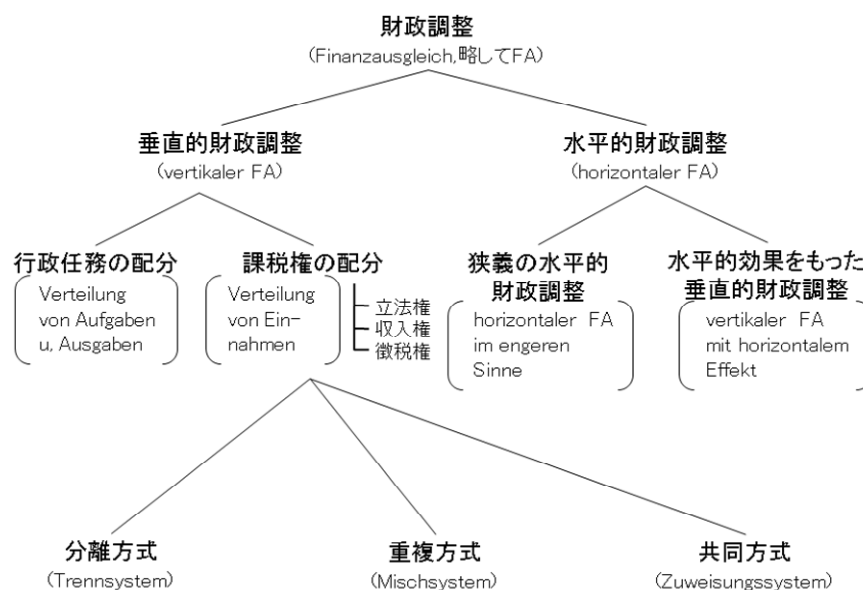 財政調整
(Finanzausgleich,略してFA)
垂直的財政調整
(vertikaler FA)
水平的財政調整
(horizontaler FA)
行政任務の配分
Verteilung
von Aufgaben
u, Ausgaben
課税権の配分
Verteilung
von Ein-
nahmen
立法権
収入権
徴税権
狭義の水平的
財政調整
horizontaler FA
im engeren
Sinne
水平的効果をもった
垂直的財政調整
vertikaler FA
mit horizontalem
Effekt
分離方式
(Trennsystem)
重複方式
(Mischsystem)
共同方式
(Zuweisungssystem)